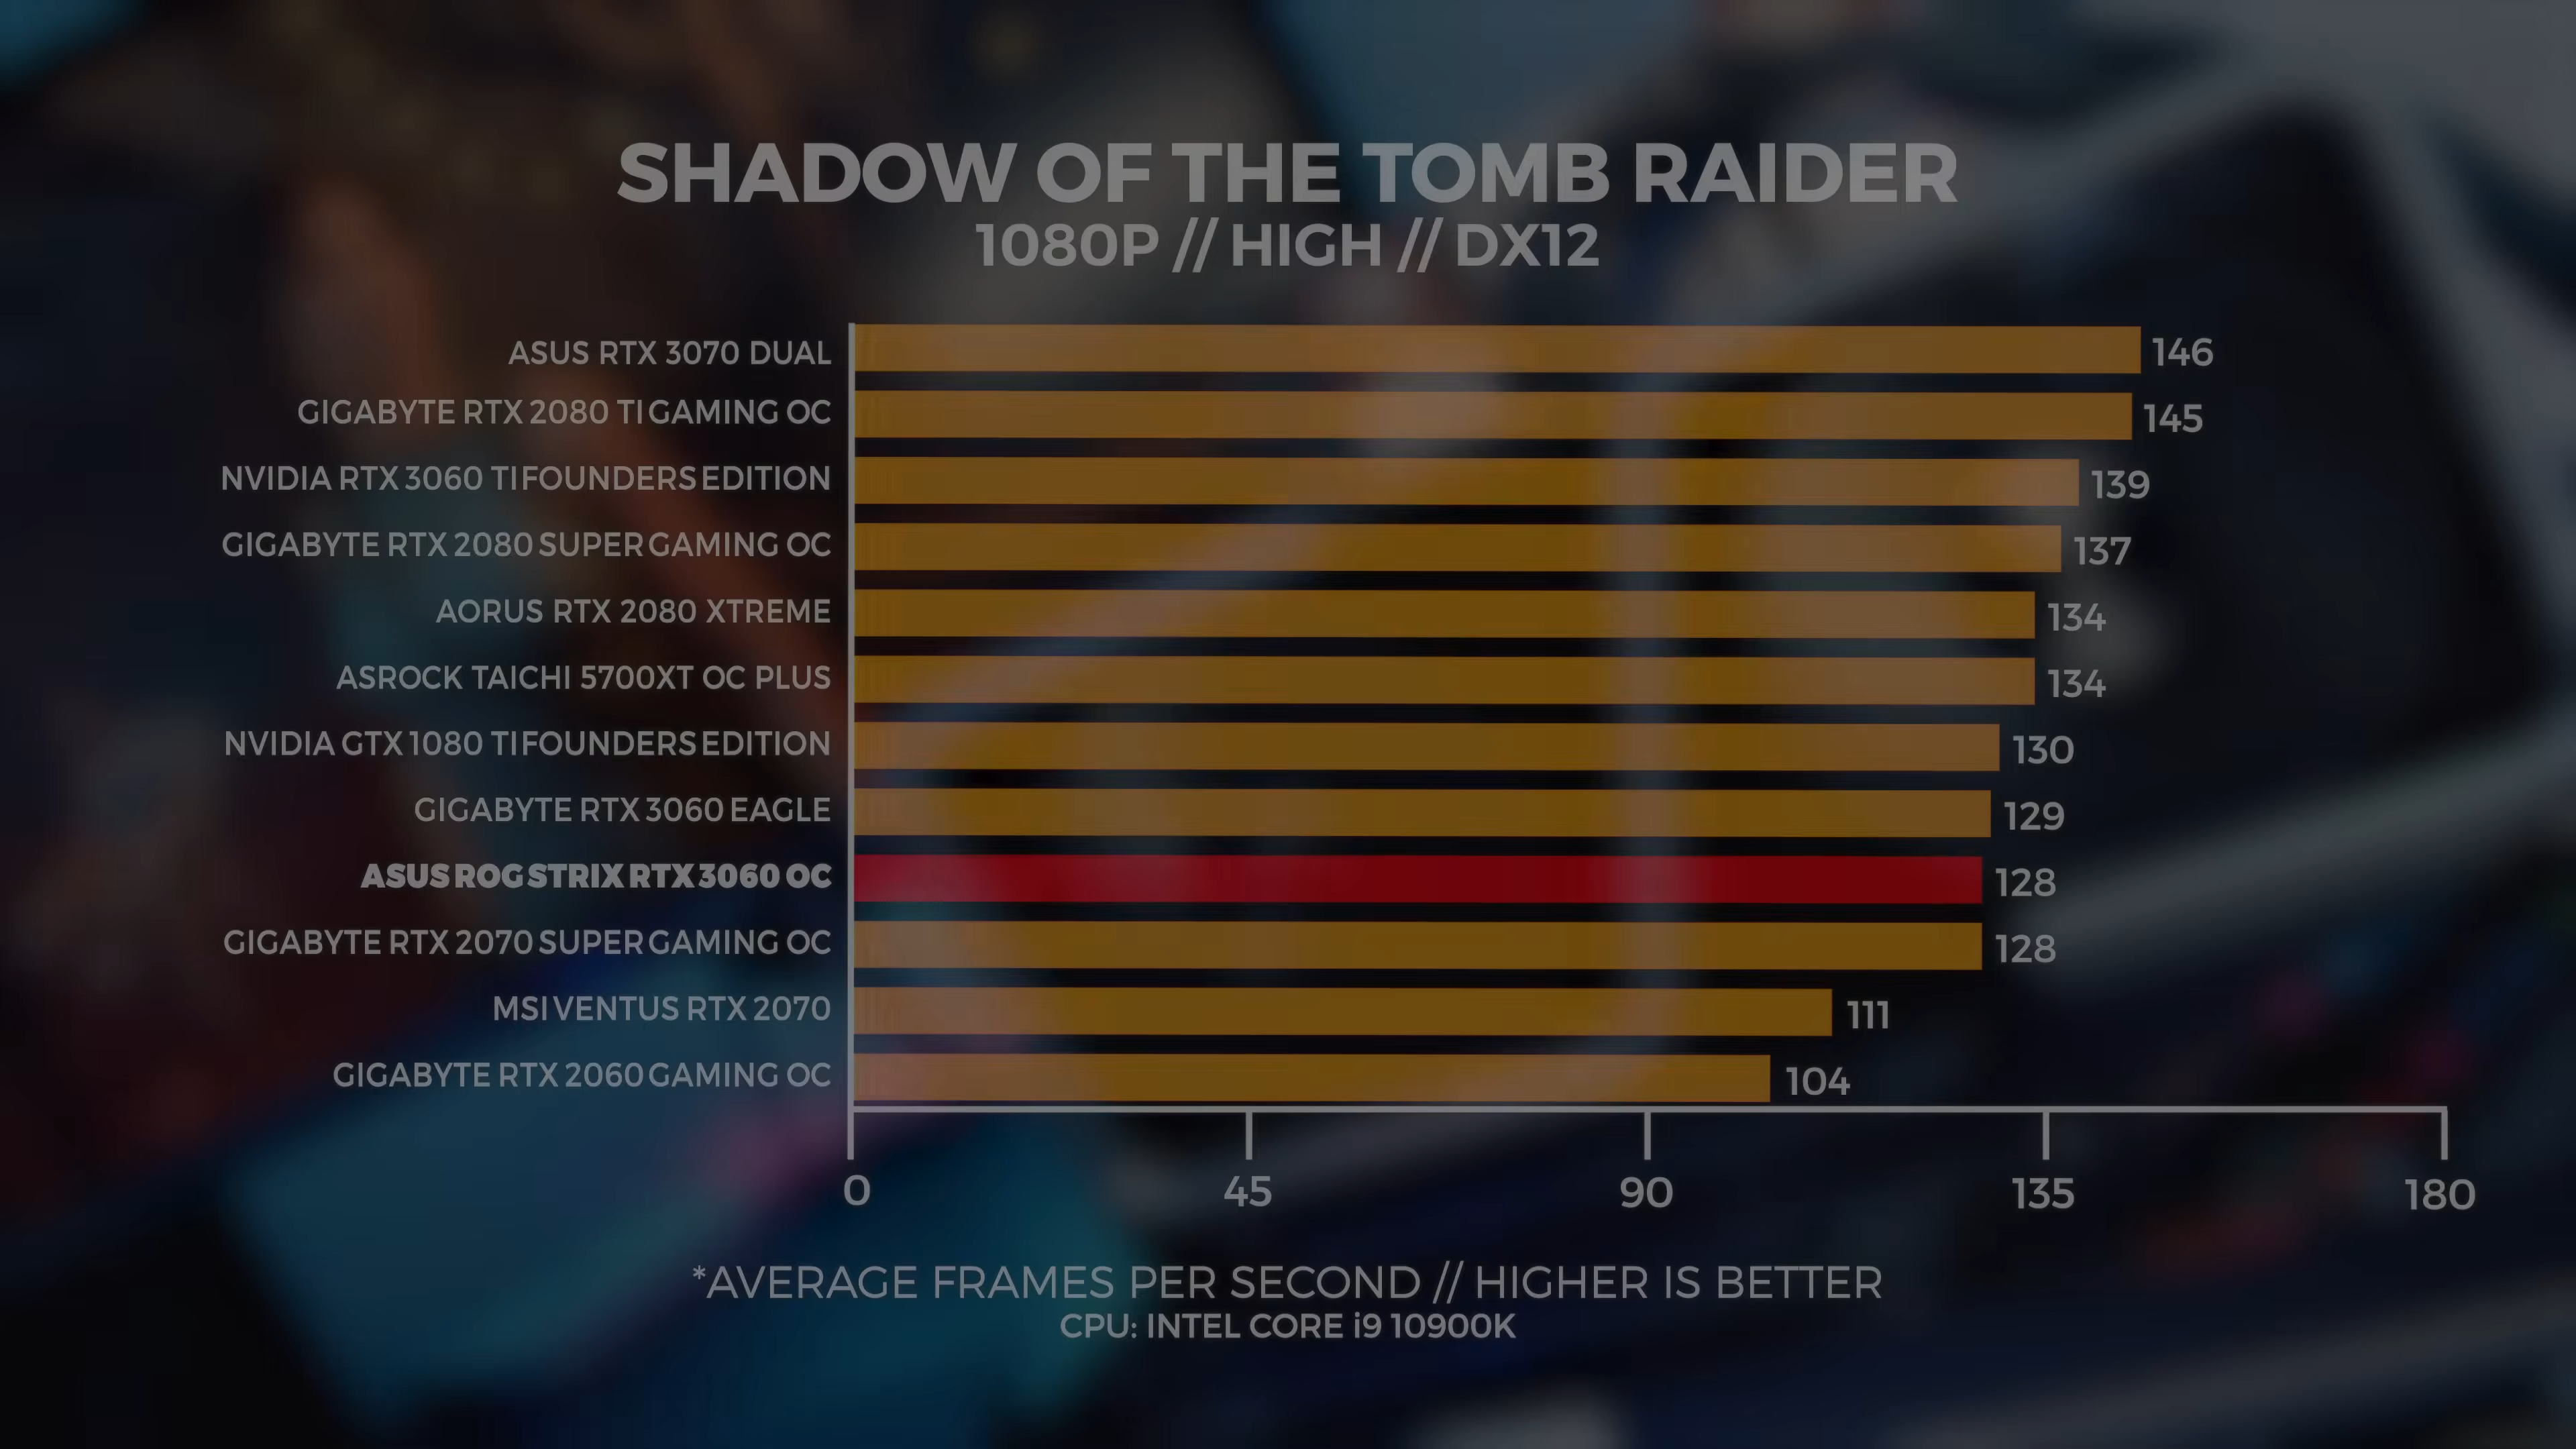 SHADOW OF THE TOMB RAIDER
1080P // HIGH // DX12
ASUS RTX 3070 DUAL 146
GIGABYTE RTX 2080 TI GAMING OC 145
NVIDIA RTX 3060 TI FOUNDERS EDITION 139
GIGABYTE RTX 2080 SUPER GAMING OC 137
AORUS RTX 2080 XTREME 134
ASROCK TAICHI 5700XT OC PLUS 134
NVIDIA GTX 1080 TI FOUNDERS EDITION 130
GIGABYTE RTX 3060 EAGLE 129
ASUS ROG STRIX RTX 3060 OC 128
GIGABYTE RTX 2070 SUPER GAMING OC 128
MSI VENTUS RTX 2070 111
GIGABYTE RTX 2060 GAMING OC 104
0 45 90 135 180
*AVERAGE FRAMES PER SECOND // HIGHER IS BETTER
CPU: INTEL CORE i9 10900K